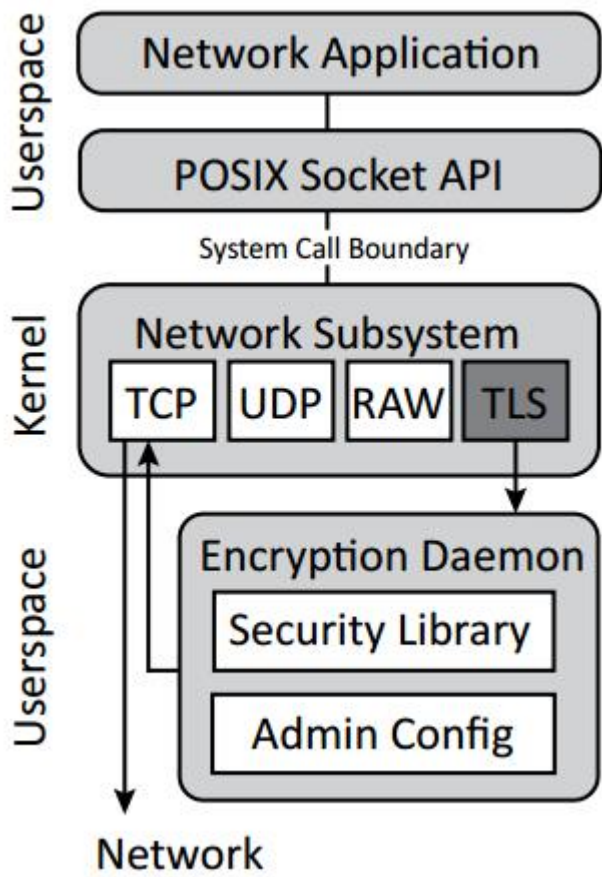 Userspace
Network Application
POSIX Socket API
System Call Boundary
Kernel
Network Subsystem
TCP UDP RAW TLS
Userspace
Encryption Daemon
Security Library
Admin Config
Network